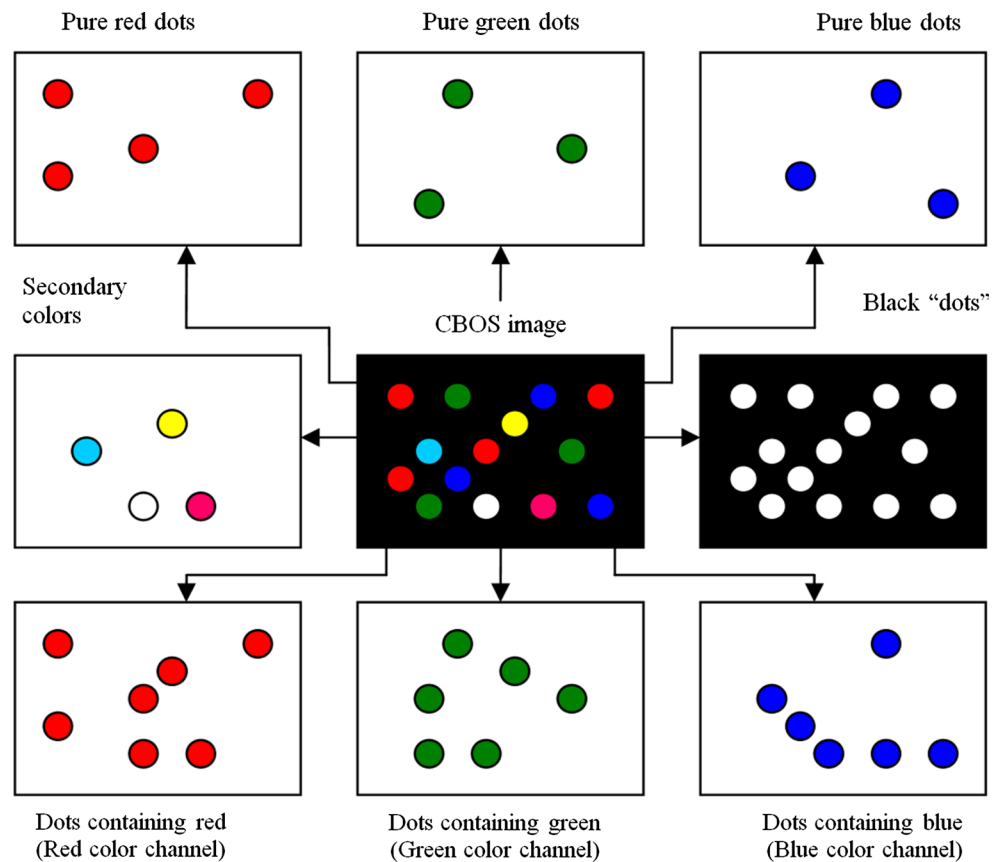 Pure red dots
Pure green dots
Pure blue dots
Secondary
colors
CBOS image
Black “dots”
Dots containing red
(Red color channel)
Dots containing green
(Green color channel)
Dots containing blue
(Blue color channel)